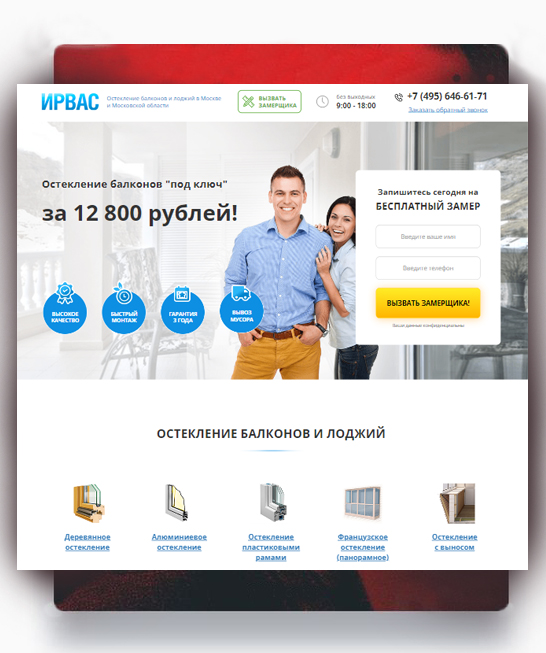 ИРВАС
Остекление балконов и лоджий в Москве
и Московской области
ВЫЗВАТЬ
ЗАМЕРЩИКА
Без выходных
9:00 - 18:00
+7 (495) 646-61-71
Заказать обратный звонок
Остекление балконов "под ключ"
за 12 800 рублей!
ВЫСОКОЕ
КАЧЕСТВО
БЫСТРЫЙ
МОНТАЖ
ГАРАНТИЯ
3 ГОДА
ВЫВОЗ
МУСОРА
Запишитесь сегодня на
БЕСПЛАТНЫЙ ЗАМЕР
Введите ваше имя
Введите телефон
ВЫЗВАТЬ ЗАМЕРЩИКА!
Ваши данные конфиденциальны
ОСТЕКЛЕНИЕ БАЛКОНОВ И ЛОДЖИЙ
Деревянное
остекление
Алюминиевое
остекление
Остекление
пластиковыми
рамами
Французское
остекление
(панорамное)
Остекление
с выносом